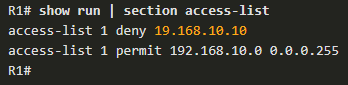 R1# show run | section access-list
access-list 1 deny 19.168.10.10
access-list 1 permit 192.168.10.0 0.0.0.255
R1#